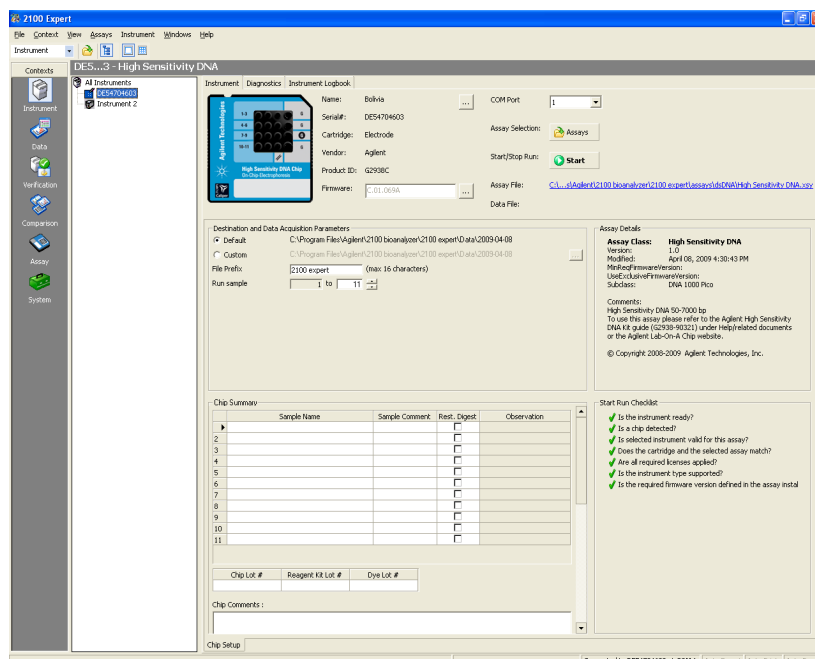 2100 Expert
File Context View Assays Instrument Windows Help
Instrument
Contexts
DE5...3 - High Sensitivity DNA
Instrument
Data
Verification
Comparison
Assay
System
All Instruments
DE54704603
Instrument 2
Instrument Diagnostics Instrument Logbook
Agilent Technologies
1-3
4-6
7-9
10-11
High Sensitivity DNA Chip
On-Chip-Electrophoresis
Name: Bolivia ...
Serial#: DE54704603
Cartridge: Electrode
Vendor: Agilent
Product ID: G2938C
Firmware: C.01.069A ...
COM Port 1
Assay Selection: Assays
Start/Stop Run: Start
Assay File: C:\...s\Agilent\2100 bioanalyzer\2100 expert\assays\dsDNA\High Sensitivity DNA.xsy
Data File:
Destination and Data Acquisition Parameters
Default C:\Program Files\Agilent\2100 bioanalyzer\2100 expert\Data\2009-04-08
Custom C:\Program Files\Agilent\2100 bioanalyzer\2100 expert\Data\2009-04-08 ...
File Prefix 2100 expert (max 16 characters)
Run sample 1 to 11
Assay Details
Assay Class: High Sensitivity DNA
Version: 1.0
Modified: April 08, 2009 4:30:43 PM
MinReqFirmwareVersion:
UseExclusiveFirmwareVersion:
Subclass: DNA 1000 Pico
Comments:
High Sensitivity DNA 50-7000 bp
To use this assay please refer to the Agilent High Sensitivity
DNA Kit guide (G2938-90321) under Help/related documents
or the Agilent Lab-On-A Chip website.
© Copyright 2008-2009 Agilent Technologies, Inc.
Chip Summary
Sample Name Sample Comment Rest. Digest Observation
2
3
4
5
6
7
8
9
10
11
Chip Lot # Reagent Kit Lot # Dye Lot #
Chip Comments :
Chip Setup
Start Run Checklist
Is the instrument ready?
Is a chip detected?
Is selected instrument valid for this assay?
Does the cartridge and the selected assay match?
Are all required licenses applied?
Is the instrument type supported?
Is the required firmware version defined in the assay instal